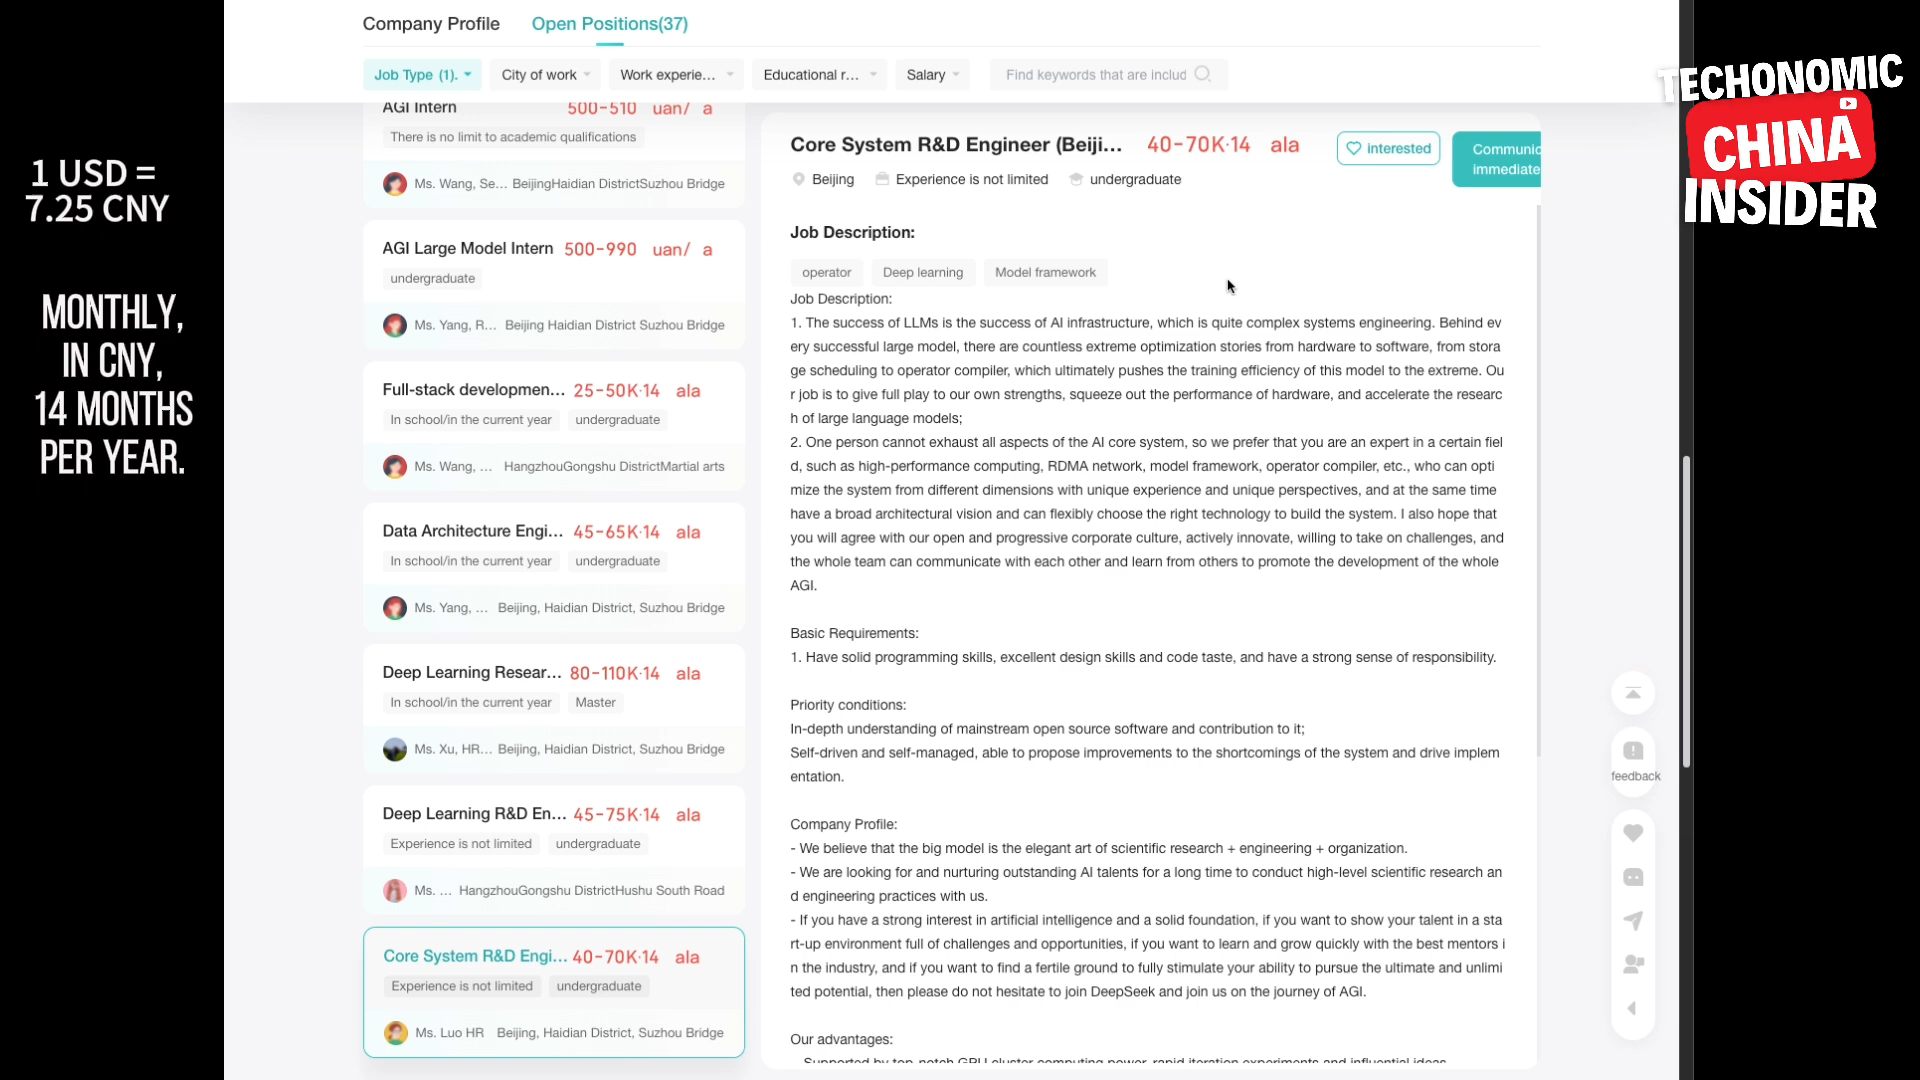 1 USD =
7.25 CNY
MONTHLY,
IN CNY,
14 MONTHS
PER YEAR.
TECHONOMIC
CHINA
INSIDER
Company Profile
Open Positions(37)
Job Type (1).
City of work
Work experie...
Educational r...
Salary
Find keywords that are includ
AGI Intern
500-510 uan/ a
There is no limit to academic qualifications
Ms. Wang, Se... BeijingHaidian DistrictSuzhou Bridge
AGI Large Model Intern
500-990 uan/ a
undergraduate
Ms. Yang, R... Beijing Haidian District Suzhou Bridge
Full-stack developmen...
25-50K·14 ala
In school/in the current year
undergraduate
Ms. Wang, ... HangzhouGongshu DistrictMartial arts
Data Architecture Engi...
45-65K·14 ala
In school/in the current year
undergraduate
Ms. Yang, ... Beijing, Haidian District, Suzhou Bridge
Deep Learning Resear...
80-110K·14 ala
In school/in the current year
Master
Ms. Xu, HR... Beijing, Haidian District, Suzhou Bridge
Deep Learning R&D En...
45-75K·14 ala
Experience is not limited
undergraduate
Ms. ... HangzhouGongshu DistrictHushu South Road
Core System R&D Engi...
40-70K·14 ala
Experience is not limited
undergraduate
Ms. Luo HR Beijing, Haidian District, Suzhou Bridge
Core System R&D Engineer (Beiji...
40-70K·14 ala
interested
Communic
immediate
Beijing
Experience is not limited
undergraduate
Job Description:
operator
Deep learning
Model framework
Job Description:
1. The success of LLMs is the success of AI infrastructure, which is quite complex systems engineering. Behind ev
ery successful large model, there are countless extreme optimization stories from hardware to software, from stora
ge scheduling to operator compiler, which ultimately pushes the training efficiency of this model to the extreme. Ou
r job is to give full play to our own strengths, squeeze out the performance of hardware, and accelerate the researc
h of large language models;
2. One person cannot exhaust all aspects of the AI core system, so we prefer that you are an expert in a certain fiel
d, such as high-performance computing, RDMA network, model framework, operator compiler, etc., who can opti
mize the system from different dimensions with unique experience and unique perspectives, and at the same time
have a broad architectural vision and can flexibly choose the right technology to build the system. I also hope that
you will agree with our open and progressive corporate culture, actively innovate, willing to take on challenges, and
the whole team can communicate with each other and learn from others to promote the development of the whole
AGI.
Basic Requirements:
1. Have solid programming skills, excellent design skills and code taste, and have a strong sense of responsibility.
Priority conditions:
In-depth understanding of mainstream open source software and contribution to it;
Self-driven and self-managed, able to propose improvements to the shortcomings of the system and drive implem
entation.
Company Profile:
- We believe that the big model is the elegant art of scientific research + engineering + organization.
- We are looking for and nurturing outstanding AI talents for a long time to conduct high-level scientific research an
d engineering practices with us.
- If you have a strong interest in artificial intelligence and a solid foundation, if you want to show your talent in a sta
rt-up environment full of challenges and opportunities, if you want to learn and grow quickly with the best mentors i
n the industry, and if you want to find a fertile ground to fully stimulate your ability to pursue the ultimate and unlimi
ted potential, then please do not hesitate to join DeepSeek and join us on the journey of AGI.
Our advantages:
- Supported by top-notch GPU cluster computing power, rapid iteration experiments and influential ideas
feedback